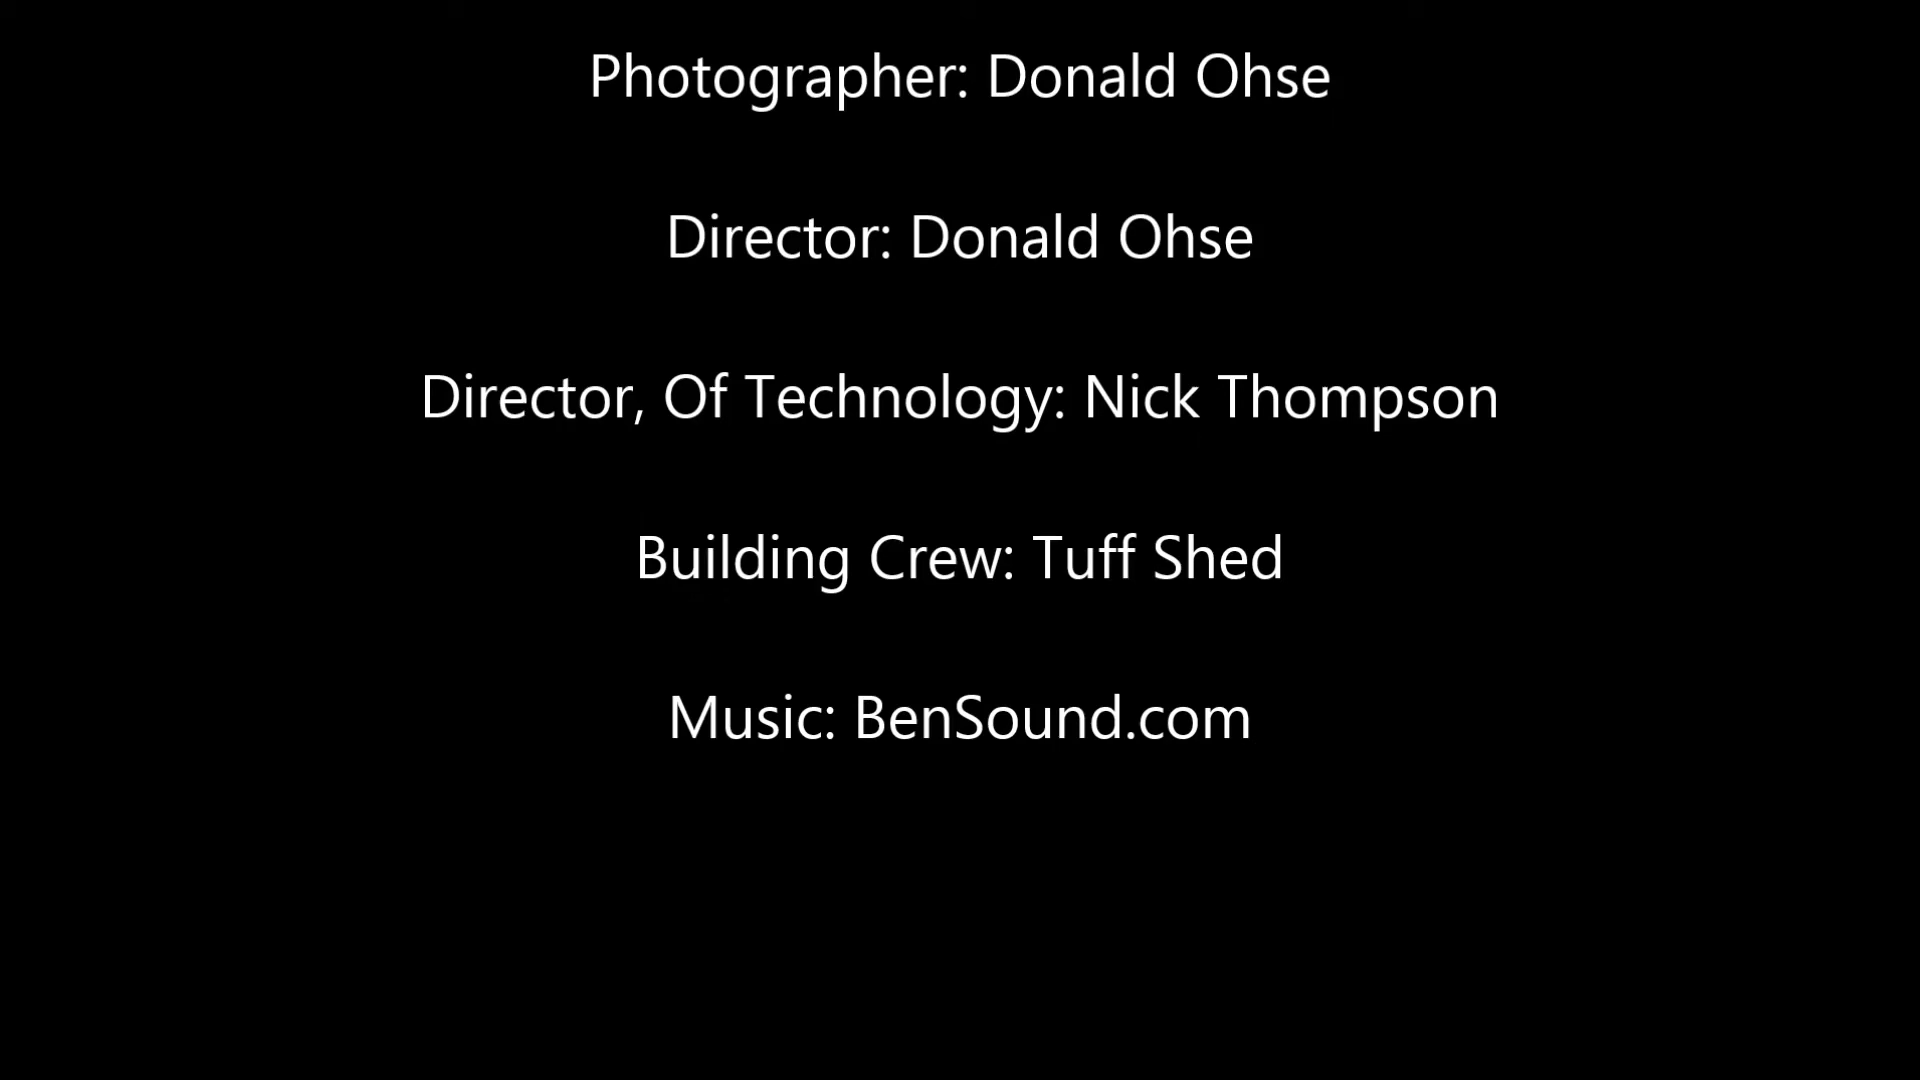 Photographer: Donald Ohse
Director: Donald Ohse
Director, Of Technology: Nick Thompson
Building Crew: Tuff Shed
Music: BenSound.com